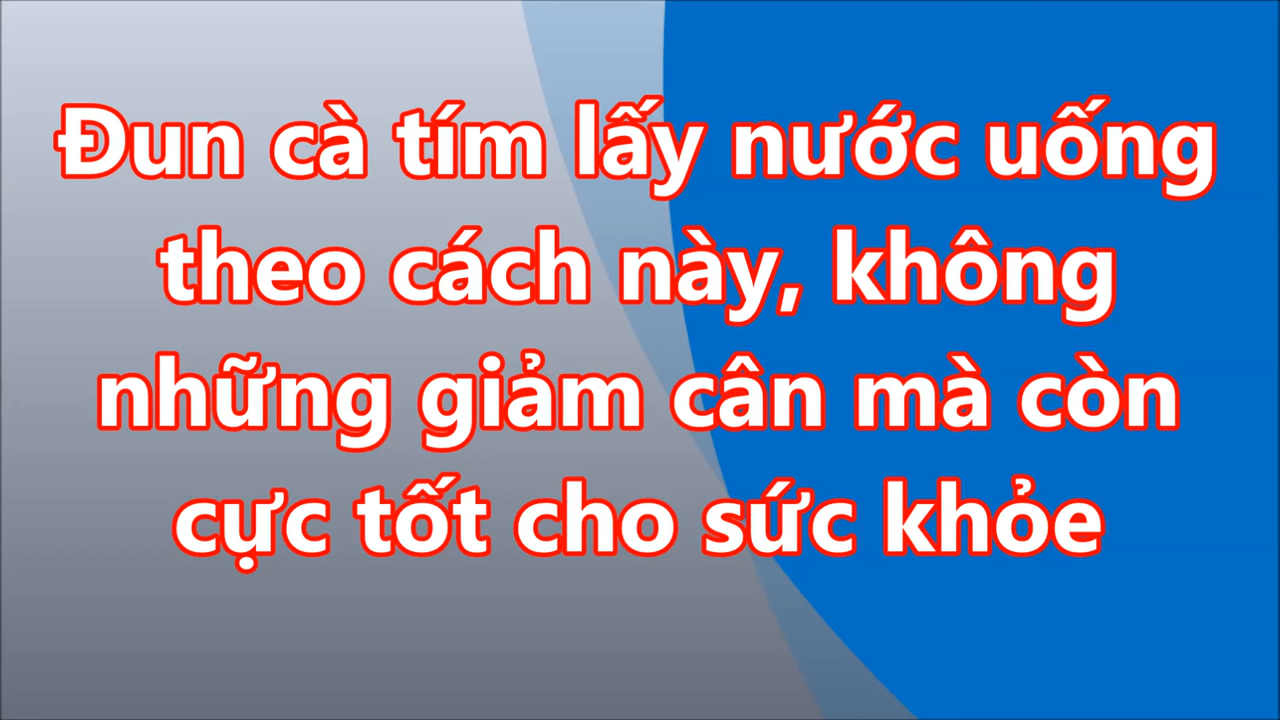 Đun cà tím lấy nước uống
theo cách này, không
những giảm cân mà còn
cực tốt cho sức khỏe